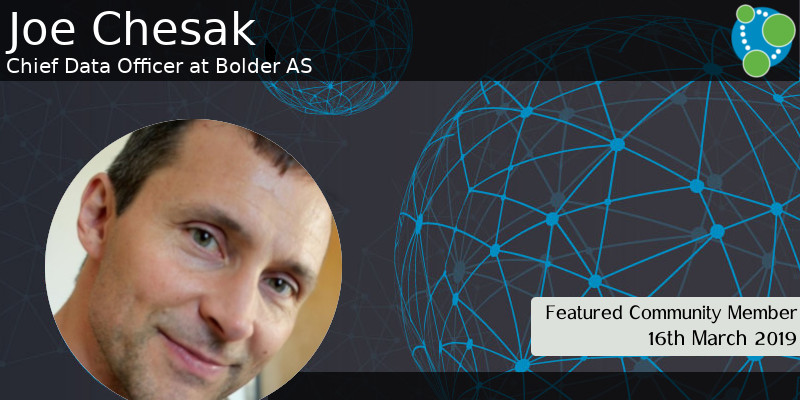 Joe Chesak
Chief Data Officer at Bolder AS
Featured Community Member
16th March 2019